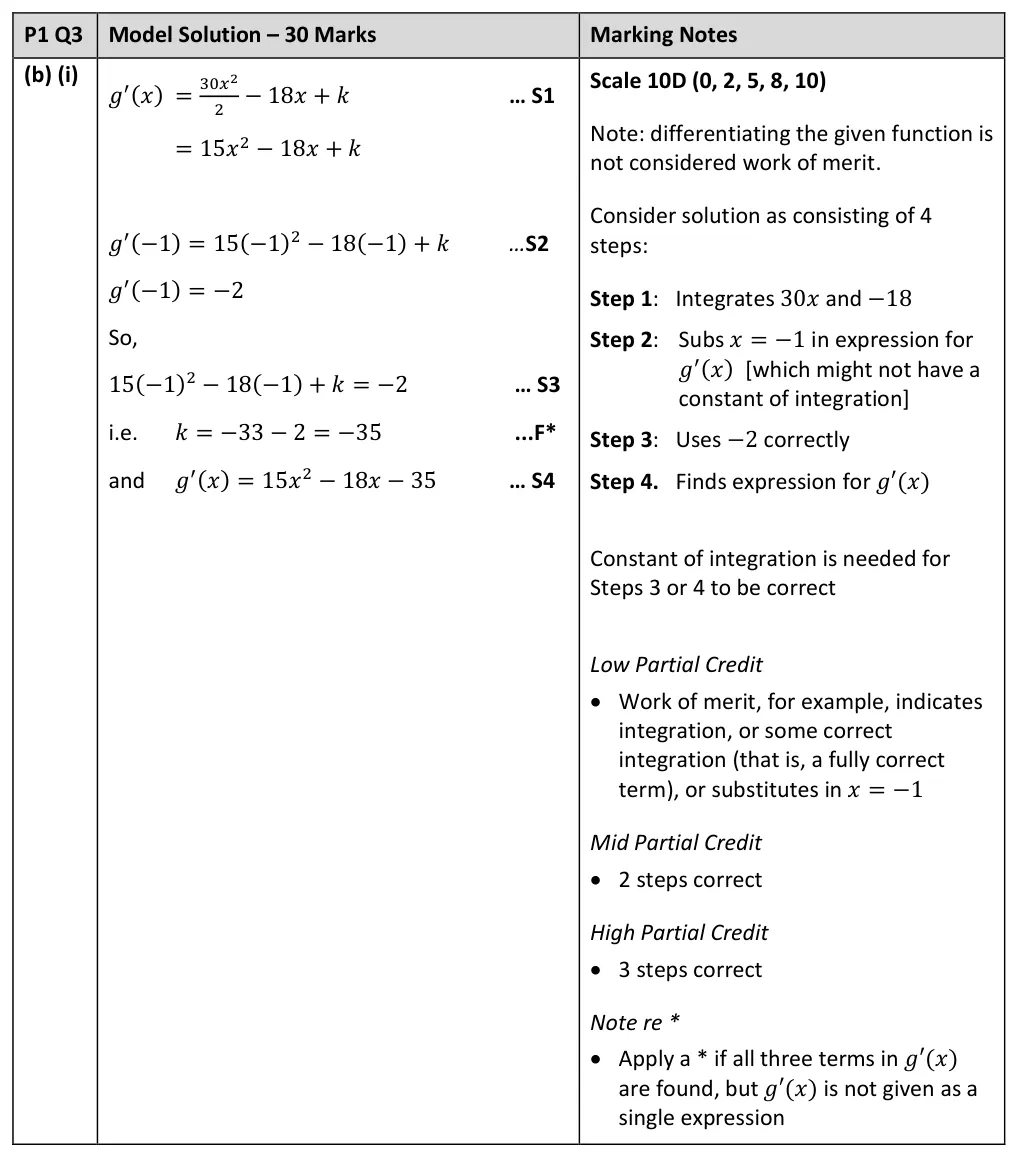 P1 Q3 Model Solution – 30 Marks Marking Notes
(b) (i)
g′(x) = 30x²/2 − 18x + k ... S1
= 15x² − 18x + k
g′(−1) = 15(−1)² − 18(−1) + k ...S2
g′(−1) = −2
So,
15(−1)² − 18(−1) + k = −2 ... S3
i.e. k = −33 − 2 = −35 ...F*
and g′(x) = 15x² − 18x − 35 ... S4
Scale 10D (0, 2, 5, 8, 10)
Note: differentiating the given function is
not considered work of merit.
Consider solution as consisting of 4
steps:
Step 1: Integrates 30x and −18
Step 2: Subs x = −1 in expression for
g′(x) [which might not have a
constant of integration]
Step 3: Uses −2 correctly
Step 4. Finds expression for g′(x)
Constant of integration is needed for
Steps 3 or 4 to be correct
Low Partial Credit
• Work of merit, for example, indicates
integration, or some correct
integration (that is, a fully correct
term), or substitutes in x = −1
Mid Partial Credit
• 2 steps correct
High Partial Credit
• 3 steps correct
Note re *
• Apply a * if all three terms in g′(x)
are found, but g′(x) is not given as a
single expression